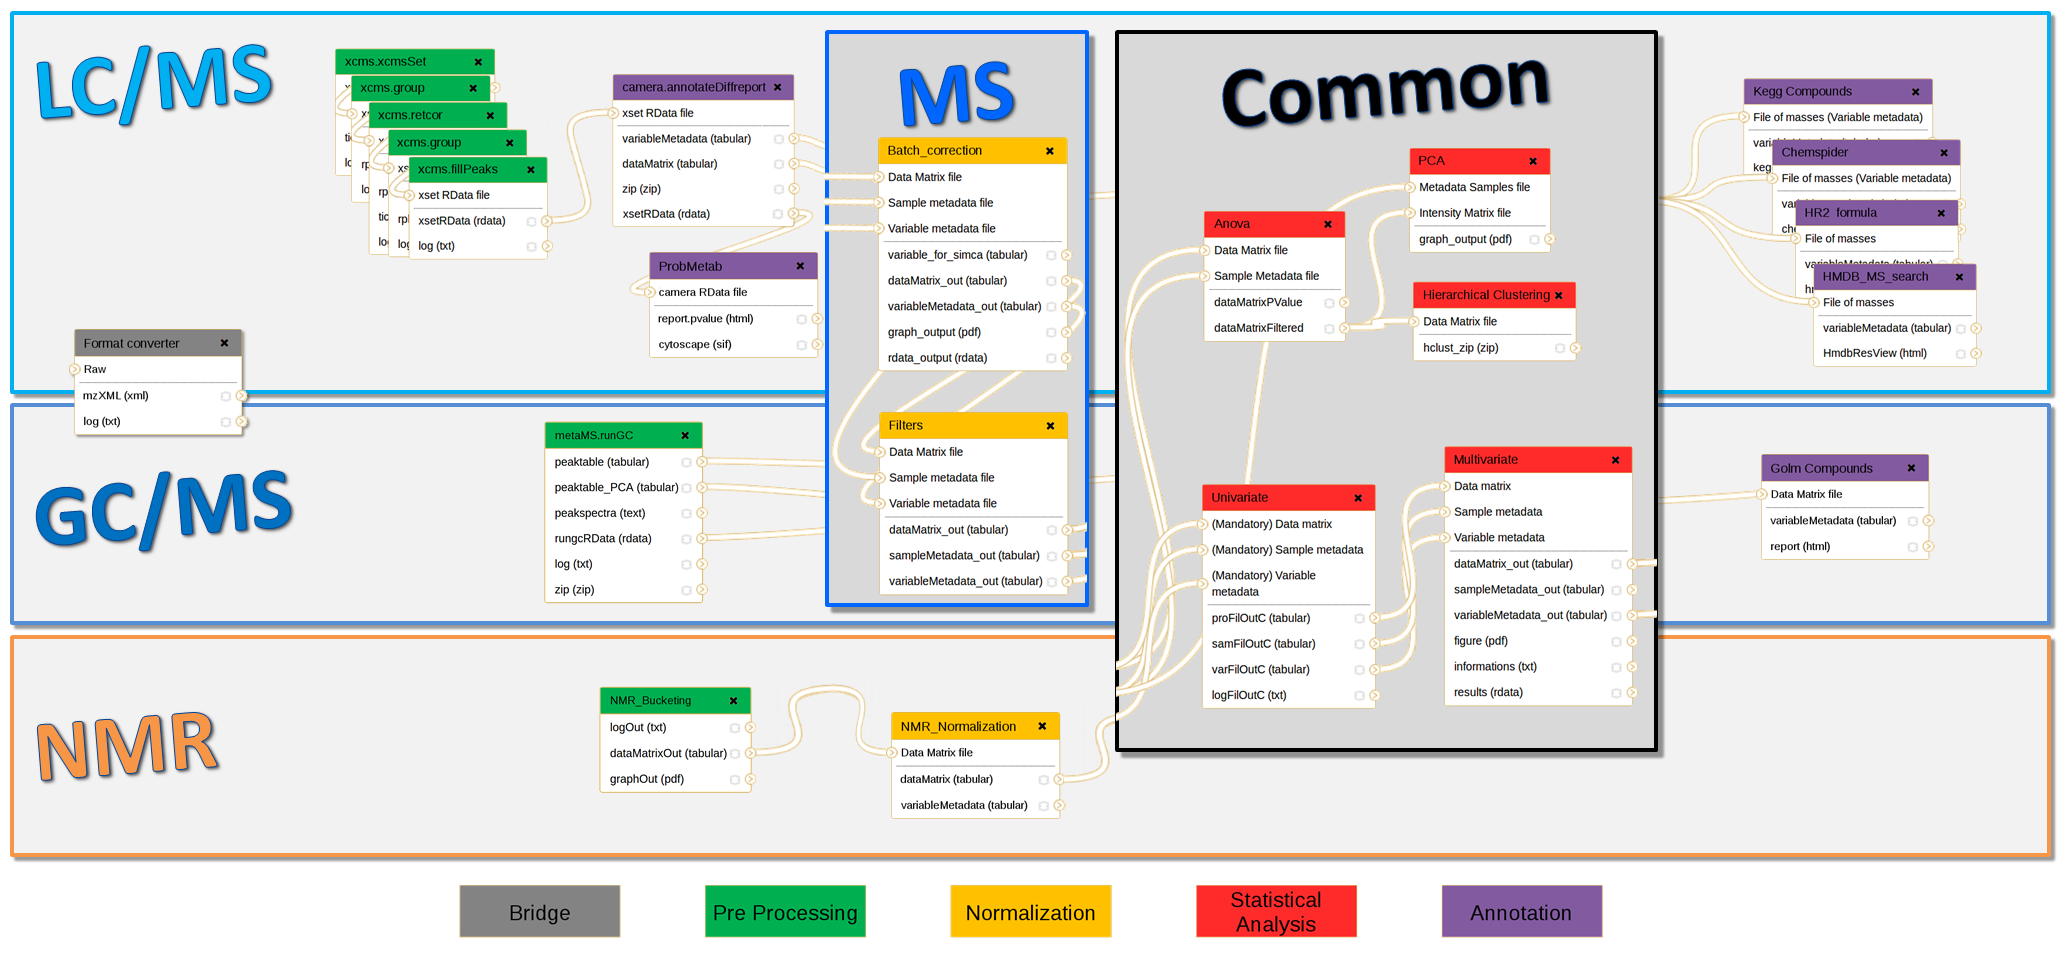 LC/MS
xcms.xcmsSet
xcms.group
xcms.retcor
xcms.group
xcms.fillPeaks
xset RData file
xsetRData (rdata)
log (txt)
camera.annotateDiffreport
xset RData file
variableMetadata (tabular)
dataMatrix (tabular)
zip (zip)
xsetRData (rdata)
ProbMetab
camera RData file
report.pvalue (html)
cytoscape (sif)
Format converter
Raw
mzXML (xml)
log (txt)
MS
Batch_correction
Data Matrix file
Sample metadata file
Variable metadata file
variable_for_simca (tabular)
dataMatrix_out (tabular)
variableMetadata_out (tabular)
graph_output (pdf)
rdata_output (rdata)
Filters
Data Matrix file
Sample metadata file
Variable metadata file
dataMatrix_out (tabular)
sampleMetadata_out (tabular)
variableMetadata_out (tabular)
Common
PCA
Metadata Samples file
Intensity Matrix file
graph_output (pdf)
Anova
Data Matrix file
Sample Metadata file
dataMatrixPValue
dataMatrixFiltered
Hierarchical Clustering
Data Matrix file
hclust_zip (zip)
Univariate
(Mandatory) Data matrix
(Mandatory) Sample metadata
(Mandatory) Variable
metadata
proFilOutC (tabular)
samFilOutC (tabular)
varFilOutC (tabular)
logFilOutC (txt)
Multivariate
Data matrix
Sample metadata
Variable metadata
dataMatrix_out (tabular)
sampleMetadata_out (tabular)
variableMetadata_out (tabular)
figure (pdf)
informations (txt)
results (rdata)
Kegg Compounds
File of masses (Variable metadata)
Chemspider
File of masses (Variable metadata)
HR2_formula
File of masses
variableMetadata (tabular)
HMDB_MS_search
File of masses
variableMetadata (tabular)
HmdbResView (html)
GC/MS
metaMS.runGC
peaktable (tabular)
peaktable_PCA (tabular)
peakspectra (text)
rungcRData (rdata)
log (txt)
zip (zip)
Golm Compounds
Data Matrix file
variableMetadata (tabular)
report (html)
NMR
NMR_Bucketing
logOut (txt)
dataMatrixOut (tabular)
graphOut (pdf)
NMR_Normalization
Data Matrix file
dataMatrix (tabular)
variableMetadata (tabular)
Bridge
Pre Processing
Normalization
Statistical
Analysis
Annotation